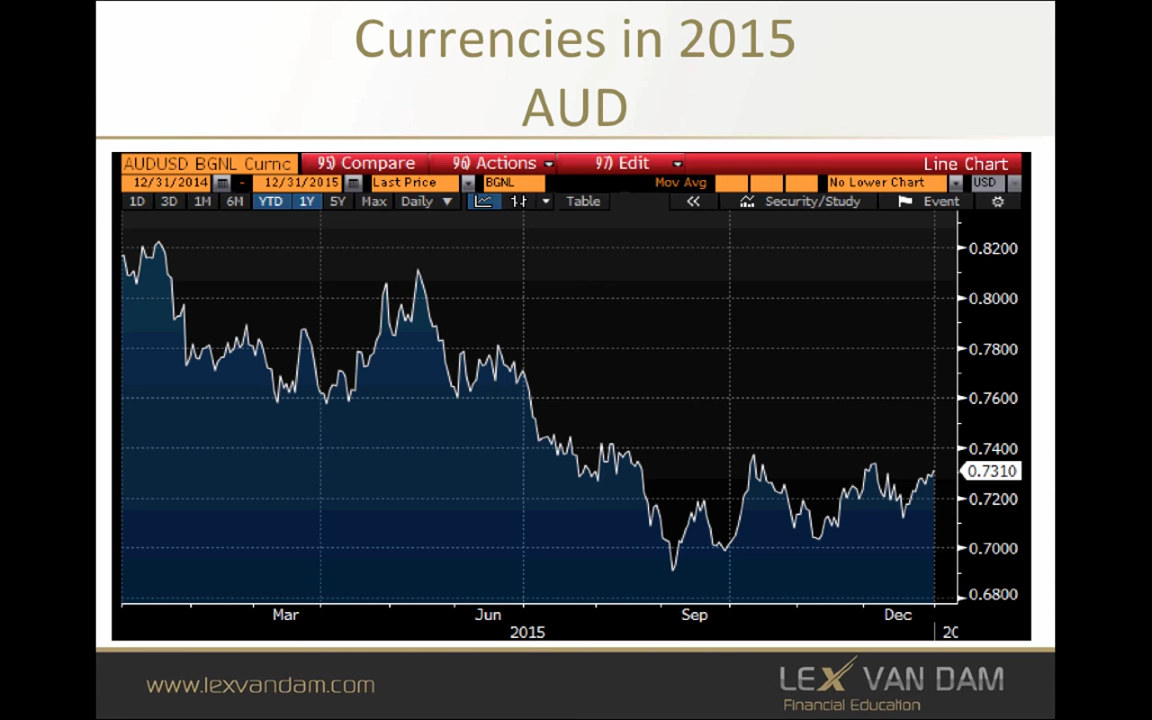 Currencies in 2015
AUD
AUDUSD BGNL Curnc 95) Compare 96) Actions 97) Edit Line Chart
12/31/2014 - 12/31/2015 Last Price BGNL Mov Avg No Lower Chart USD
1D 3D 1M 6M YTD 1Y 5Y Max Daily Table « Security/Study Event
0.8200
0.8000
0.7800
0.7600
0.7400
0.7310
0.7200
0.7000
0.6800
Mar Jun Sep Dec
2015 20
www.lexvandam.com
LEX VAN DAM
Financial Education